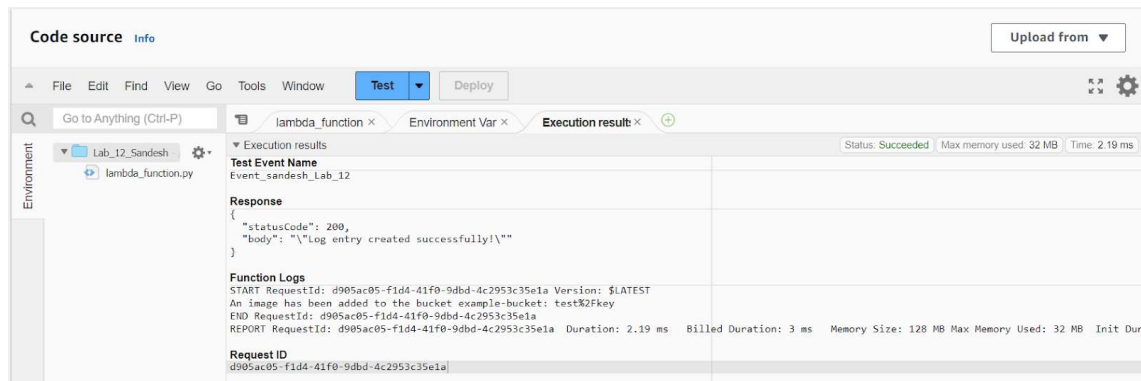 Code source Info
Upload from
File Edit Find View Go Tools Window Test Deploy
Go to Anything (Ctrl-P)
lambda_function × Environment Var × Execution results ×
Environment
Lab_12_Sandesh
lambda_function.py
Execution results
Status: Succeeded Max memory used: 32 MB Time: 2.19 ms
Test Event Name
Event_sandesh_Lab_12
Response
{
"statusCode": 200,
"body": "\"Log entry created successfully!\""
}
Function Logs
START RequestId: d905ac05-f1d4-41f0-9dbd-4c2953c35e1a Version: $LATEST
An image has been added to the bucket example-bucket: test%2Fkey
END RequestId: d905ac05-f1d4-41f0-9dbd-4c2953c35e1a
REPORT RequestId: d905ac05-f1d4-41f0-9dbd-4c2953c35e1a Duration: 2.19 ms Billed Duration: 3 ms Memory Size: 128 MB Max Memory Used: 32 MB Init Dur
Request ID
d905ac05-f1d4-41f0-9dbd-4c2953c35e1a